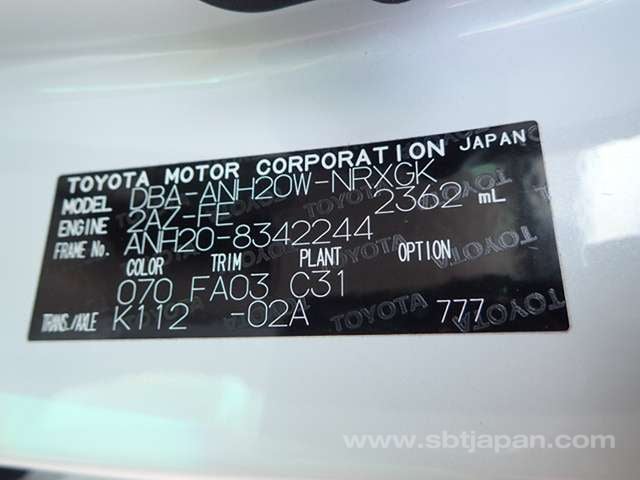 TOYOTA MOTOR CORPORATION JAPAN
MODEL DBA-ANH20W-NRXGK
ENGINE 2AZ-FE 2362 mL
FRAME No. ANH20-8342244
COLOR TRIM PLANT OPTION
070 FA03 C31
TRANS./AXLE K112 -02A 777
www.sbtjapan.com